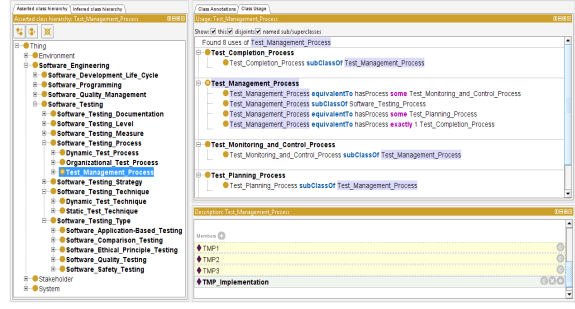 Asserted class hierarchy Inferred class hierarchy
Asserted class hierarchy: Test_Management_Process
Thing
Environment
Software_Engineering
Software_Development_Life_Cycle
Software_Programming
Software_Quality_Management
Software_Testing
Software_Testing_Documentation
Software_Testing_Level
Software_Testing_Measure
Software_Testing_Process
Dynamic_Test_Process
Organizational_Test_Process
Test_Management_Process
Software_Testing_Strategy
Software_Testing_Technique
Dynamic_Test_Technique
Static_Test_Technique
Software_Testing_Type
Software_Application-Based_Testing
Software_Comparison_Testing
Software_Ethical_Principle_Testing
Software_Quality_Testing
Software_Safety_Testing
Stakeholder
System
Class Annotations Class Usage
Usage: Test_Management_Process
Show: this disjoints named sub/superclasses
Found 8 uses of Test_Management_Process
Test_Completion_Process
Test_Completion_Process subClassOf Test_Management_Process
Test_Management_Process
Test_Management_Process equivalentTo hasProcess some Test_Monitoring_and_Control_Process
Test_Management_Process subClassOf Software_Testing_Process
Test_Management_Process equivalentTo hasProcess some Test_Planning_Process
Test_Management_Process equivalentTo hasProcess exactly 1 Test_Completion_Process
Test_Monitoring_and_Control_Process
Test_Monitoring_and_Control_Process subClassOf Test_Management_Process
Test_Planning_Process
Test_Planning_Process subClassOf Test_Management_Process
Description: Test_Management_Process
Members
TMP1
TMP2
TMP3
TMP_implementation